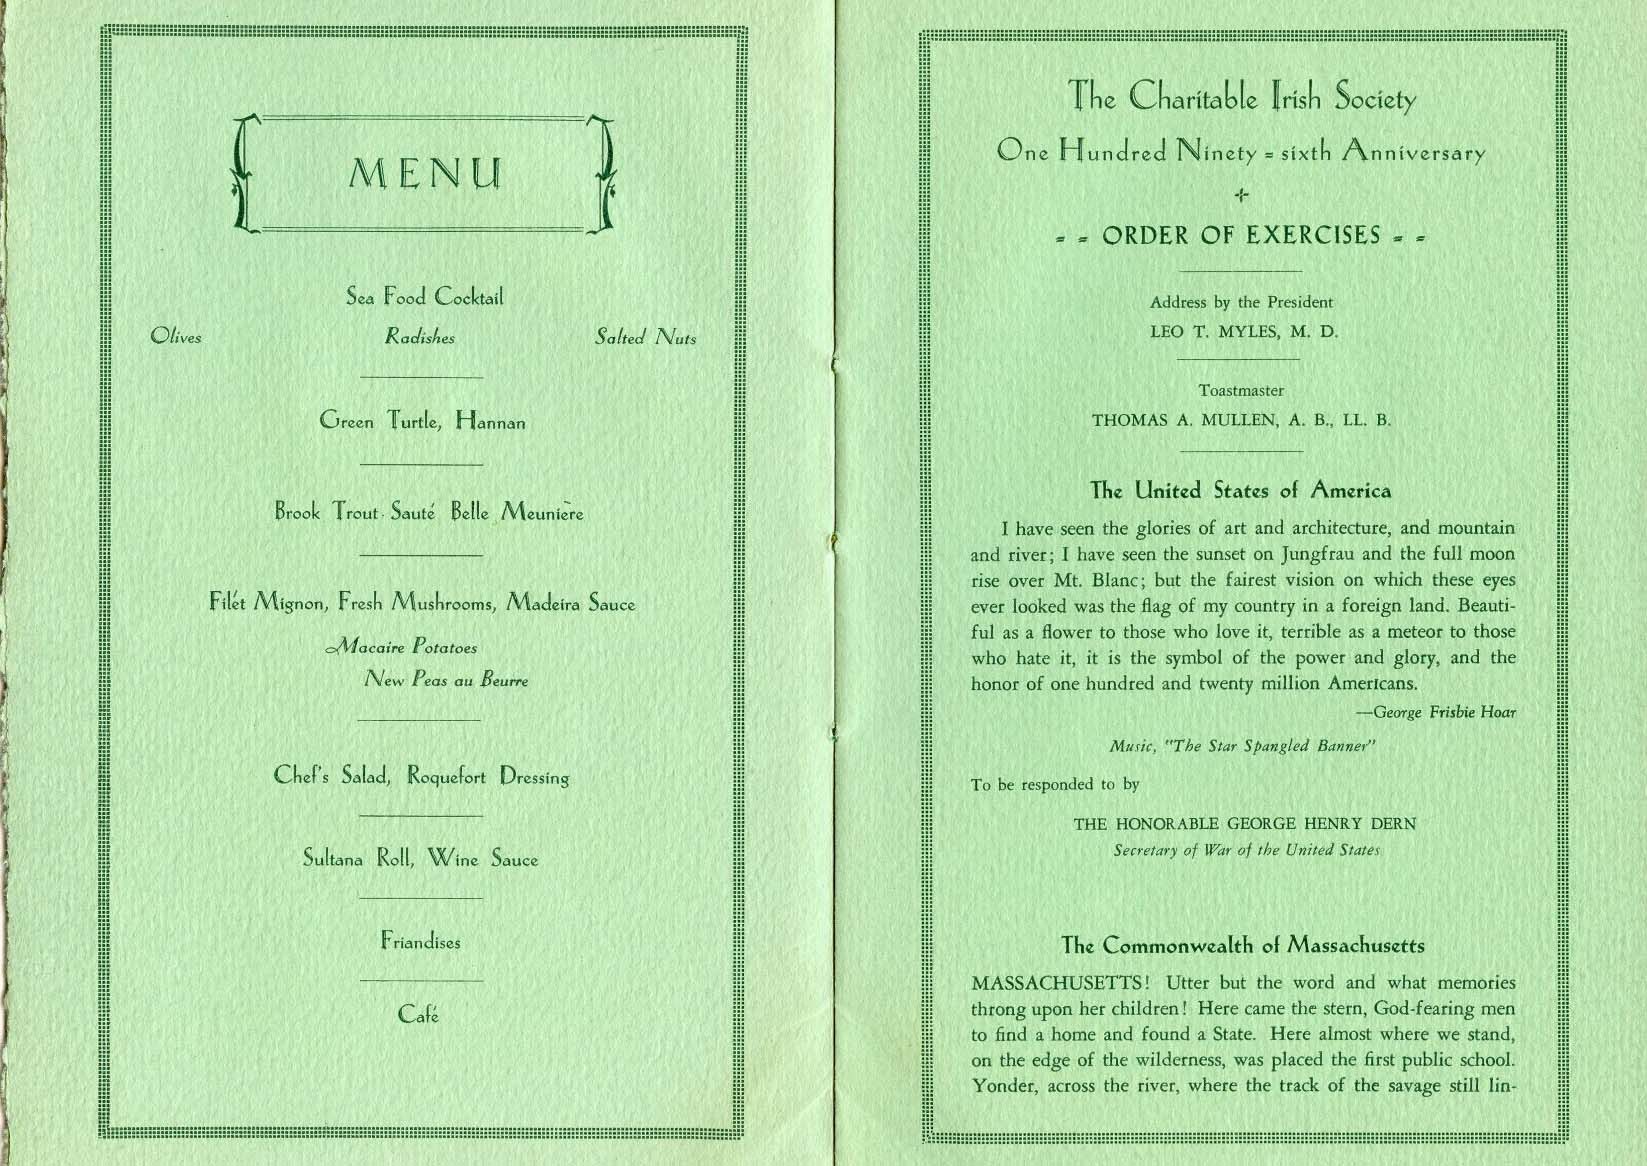 MENU
Sea Food Cocktail
Olives Radishes Salted Nuts
Green Turtle, Hannan
Brook Trout Sauté Belle Meunière
Filét Mignon, Fresh Mushrooms, Madeira Sauce
Macaire Potatoes
New Peas au Beurre
Chef's Salad, Roquefort Dressing
Sultana Roll, Wine Sauce
Friandises
Café
The Charitable Irish Society
One Hundred Ninety=sixth Anniversary
= = ORDER OF EXERCISES = =
Address by the President
LEO T. MYLES, M. D.
Toastmaster
THOMAS A. MULLEN, A. B., LL. B.
The United States of America
I have seen the glories of art and architecture, and mountain
and river; I have seen the sunset on Jungfrau and the full moon
rise over Mt. Blanc; but the fairest vision on which these eyes
ever looked was the flag of my country in a foreign land. Beauti-
ful as a flower to those who love it, terrible as a meteor to those
who hate it, it is the symbol of the power and glory, and the
honor of one hundred and twenty million Americans.
—George Frisbie Hoar
Music, "The Star Spangled Banner"
To be responded to by
THE HONORABLE GEORGE HENRY DERN
Secretary of War of the United States
The Commonwealth of Massachusetts
MASSACHUSETTS! Utter but the word and what memories
throng upon her children! Here came the stern, God-fearing men
to find a home and found a State. Here almost where we stand,
on the edge of the wilderness, was placed the first public school.
Yonder, across the river, where the track of the savage still lin-